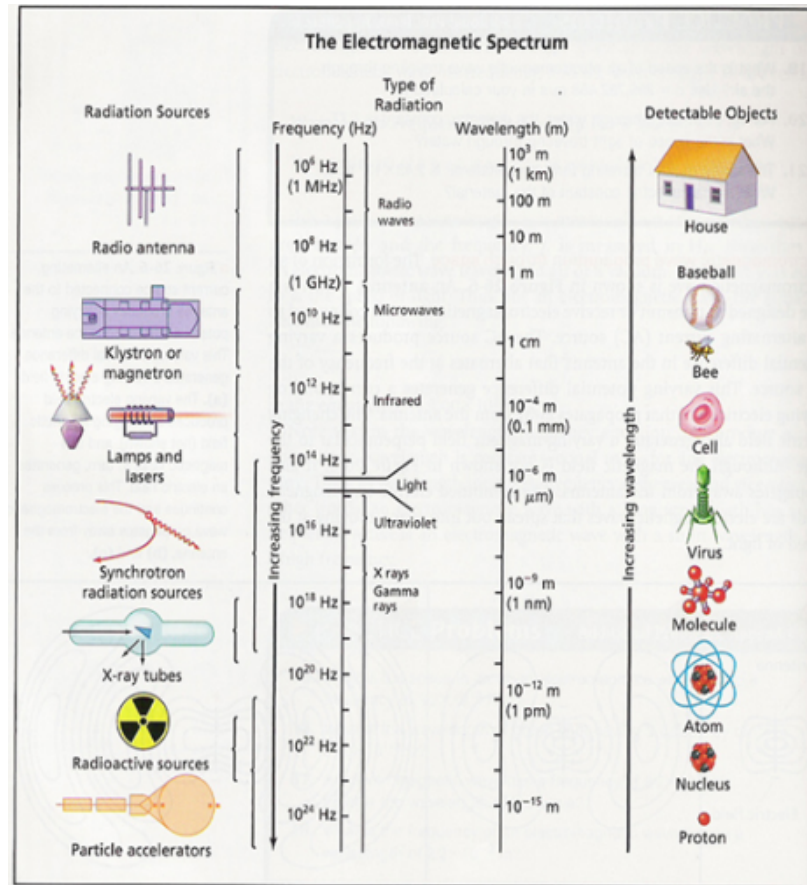 The Electromagnetic Spectrum
Radiation Sources
Type of
Radiation
Detectable Objects
Frequency (Hz)
Wavelength (m)
10⁶ Hz
(1 MHz)
10⁸ Hz
(1 GHz)
10¹⁰ Hz
10¹² Hz
10¹⁴ Hz
10¹⁶ Hz
10¹⁸ Hz
10²⁰ Hz
10²² Hz
10²⁴ Hz
Increasing frequency
Radio
waves
Microwaves
Infrared
Light
Ultraviolet
X rays
Gamma
rays
10³ m
(1 km)
100 m
10 m
1 m
1 cm
10⁻⁴ m
(0.1 mm)
10⁻⁶ m
(1 μm)
10⁻⁹ m
(1 nm)
10⁻¹² m
(1 pm)
10⁻¹⁵ m
Increasing wavelength
Radio antenna
Klystron or
magnetron
Lamps and
lasers
Synchrotron
radiation sources
X-ray tubes
Radioactive sources
Particle accelerators
House
Baseball
Bee
Cell
Virus
Molecule
Atom
Nucleus
Proton